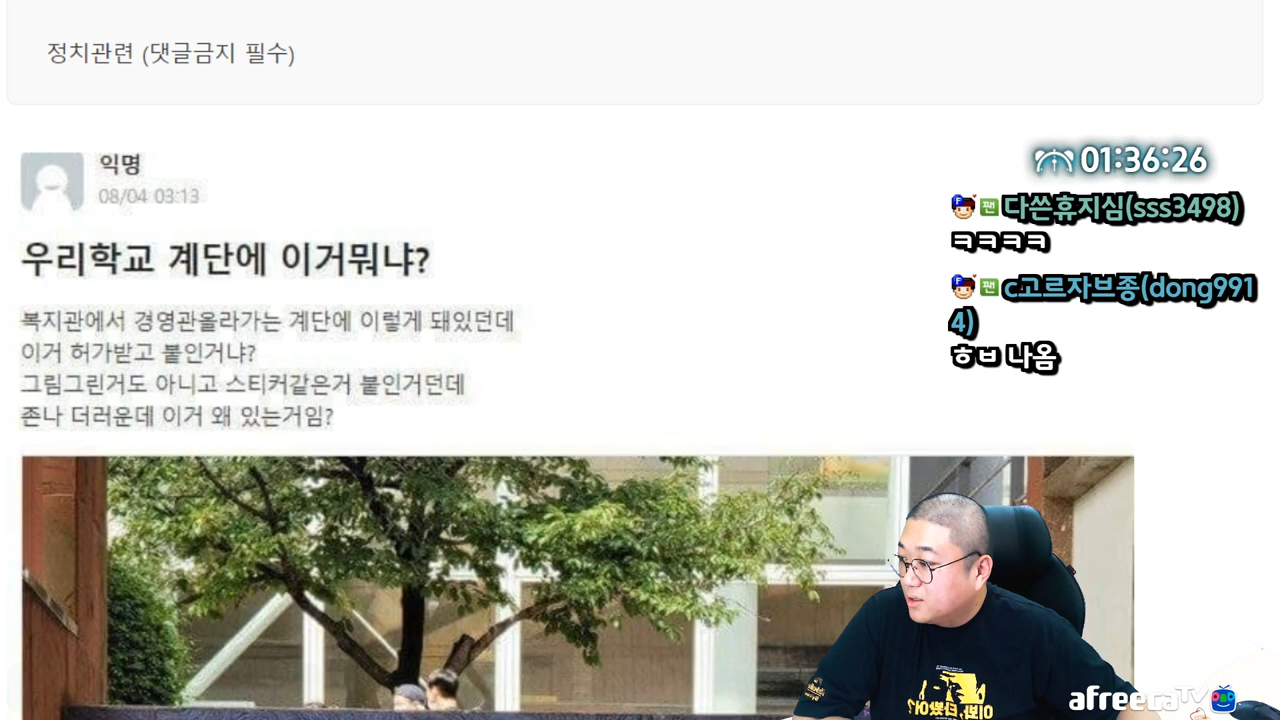 정치관련 (댓글금지 필수)
익명
08/04 03:13
우리학교 계단에 이거뭐냐?
복지관에서 경영관올라가는 계단에 이렇게 돼있던데
이거 허가받고 붙인거냐?
그림그린거도 아니고 스티커같은거 붙인거던데
존나 더러운데 이거 왜 있는거임?
01:36:26
F 팬 다쓴휴지심(sss3498)
ㅋㅋㅋㅋ
F 팬 c고르자브종(dong991
4)
ㅎㅂ 나옴
afreecaTV